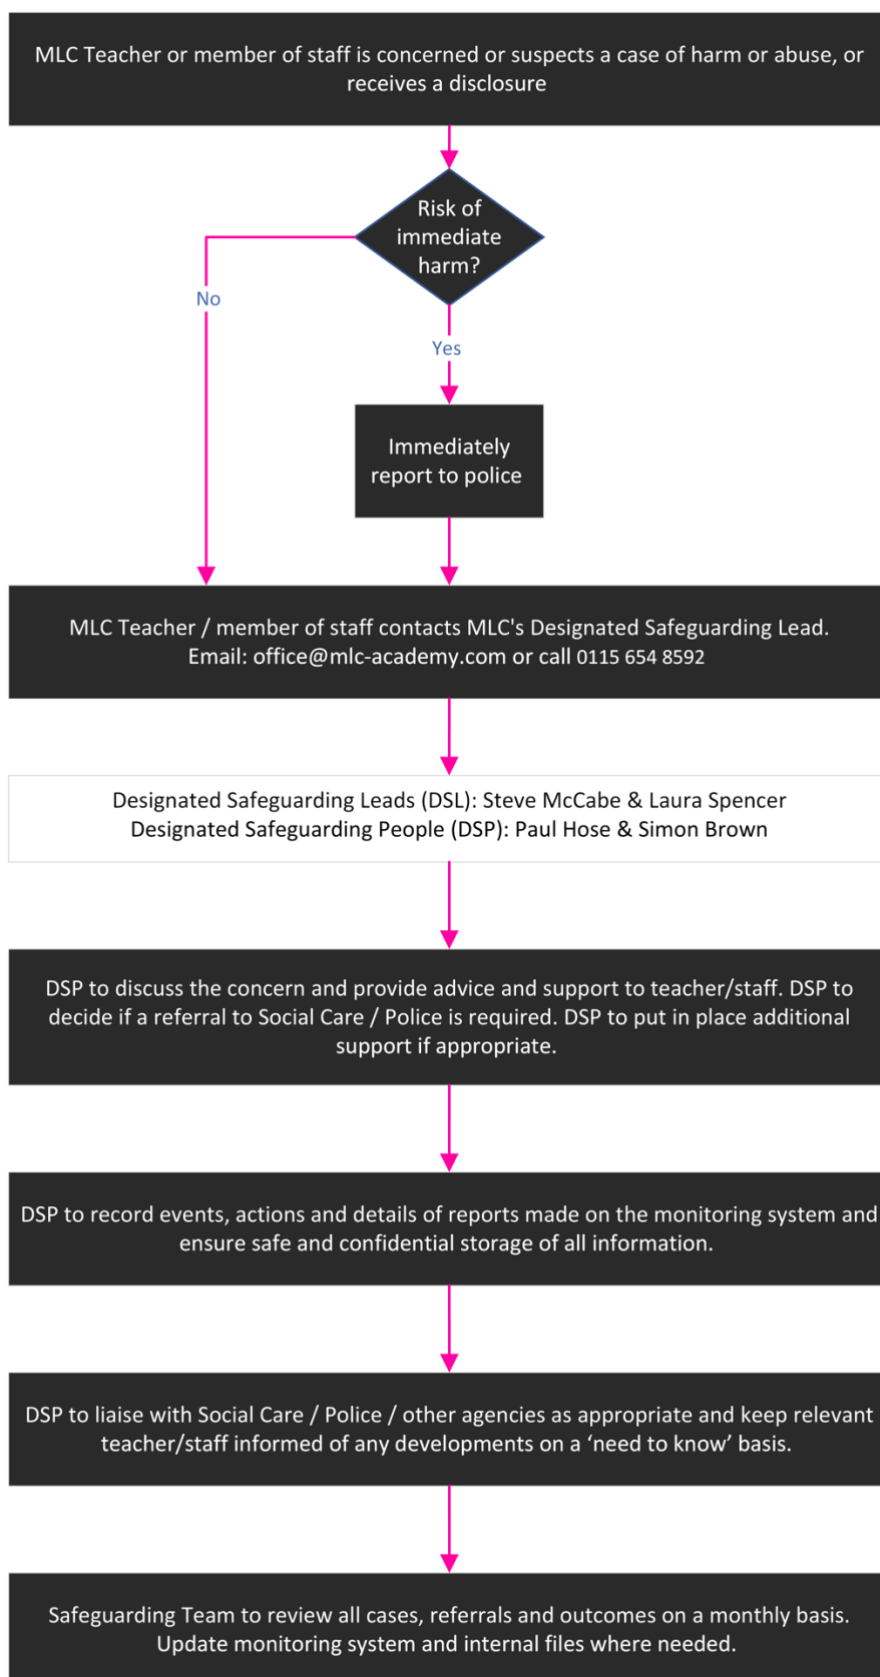 MLC Teacher or member of staff is concerned or suspects a case of harm or abuse, or
receives a disclosure
Risk of
immediate
harm?
No
Yes
Immediately
report to police
MLC Teacher / member of staff contacts MLC's Designated Safeguarding Lead.
Email: office@mlc-academy.com or call 0115 654 8592
Designated Safeguarding Leads (DSL): Steve McCabe & Laura Spencer
Designated Safeguarding People (DSP): Paul Hose & Simon Brown
DSP to discuss the concern and provide advice and support to teacher/staff. DSP to
decide if a referral to Social Care / Police is required. DSP to put in place additional
support if appropriate.
DSP to record events, actions and details of reports made on the monitoring system and
ensure safe and confidential storage of all information.
DSP to liaise with Social Care / Police / other agencies as appropriate and keep relevant
teacher/staff informed of any developments on a ‘need to know’ basis.
Safeguarding Team to review all cases, referrals and outcomes on a monthly basis.
Update monitoring system and internal files where needed.